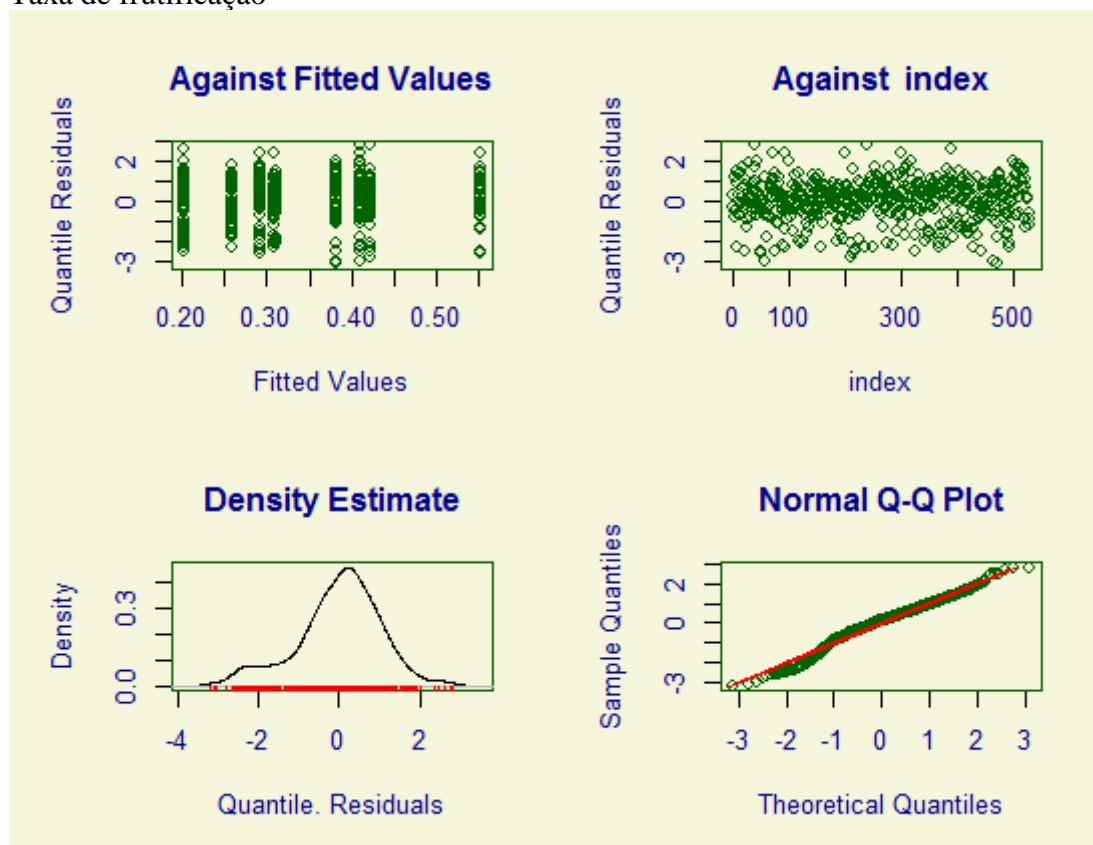 Taxa de frutificação
Against Fitted Values
Quantile Residuals
-3 0 2
0.20 0.30 0.40 0.50
Fitted Values
Against index
Quantile Residuals
-3 0 2
0 100 300 500
index
Density Estimate
Density
0.0 0.3
-4 -2 0 2
Quantile. Residuals
Normal Q-Q Plot
Sample Quantiles
-3 0 2
-3 -2 -1 0 1 2 3
Theoretical Quantiles